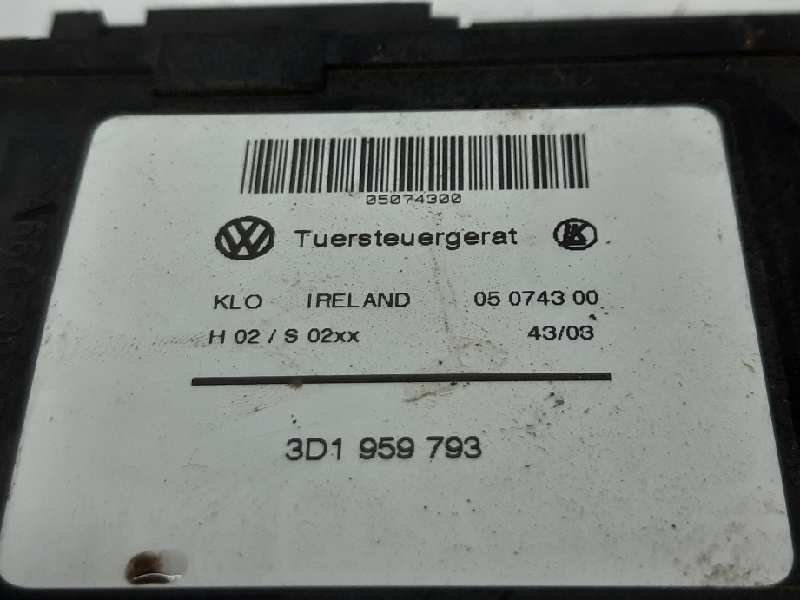 05074300
Tuersteuergerat
KLO IRELAND 05 0743 00
H 02 / S 02xx 43/03
3D1 959 793